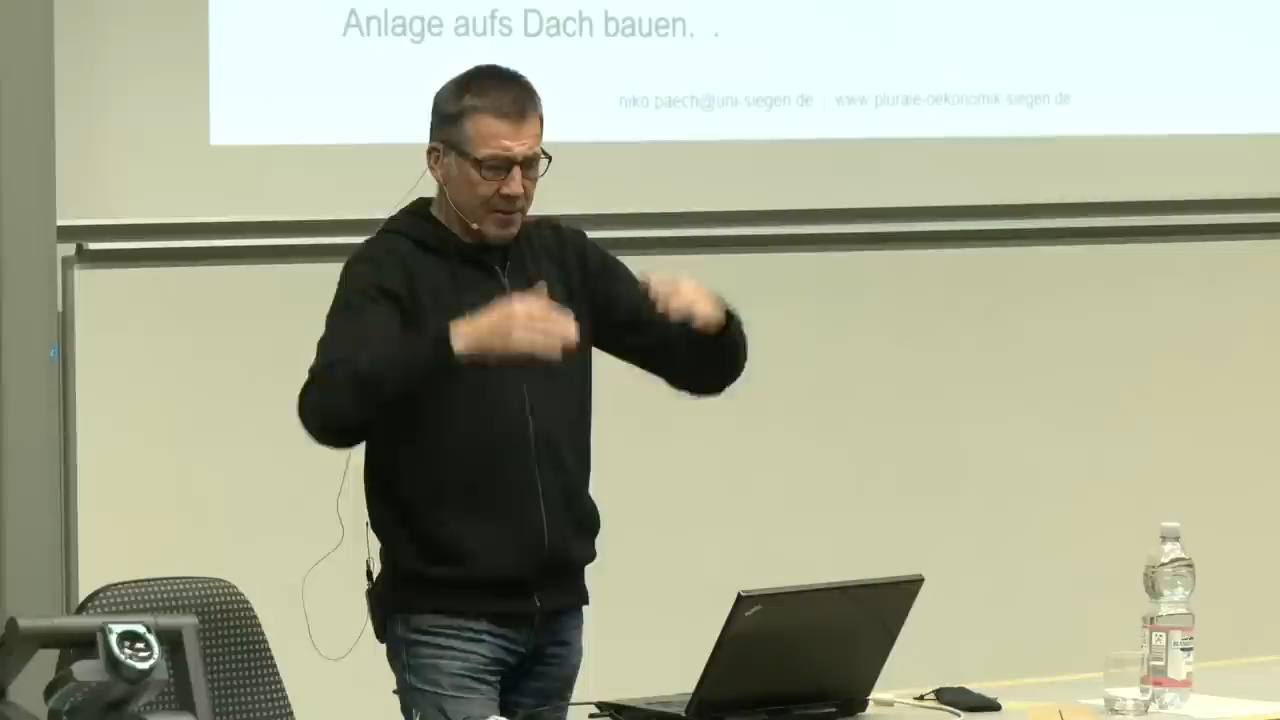 Anlage aufs Dach bauen. .
niko.paech@uni-siegen.de | www.plurale-oekonomik-siegen.de